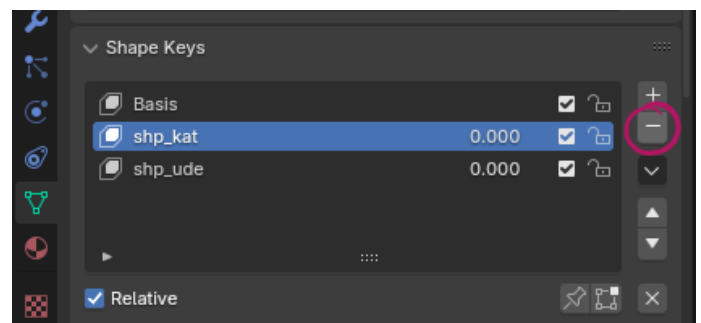 Shape Keys
Basis
shp_kat 0.000
shp_ude 0.000
Relative